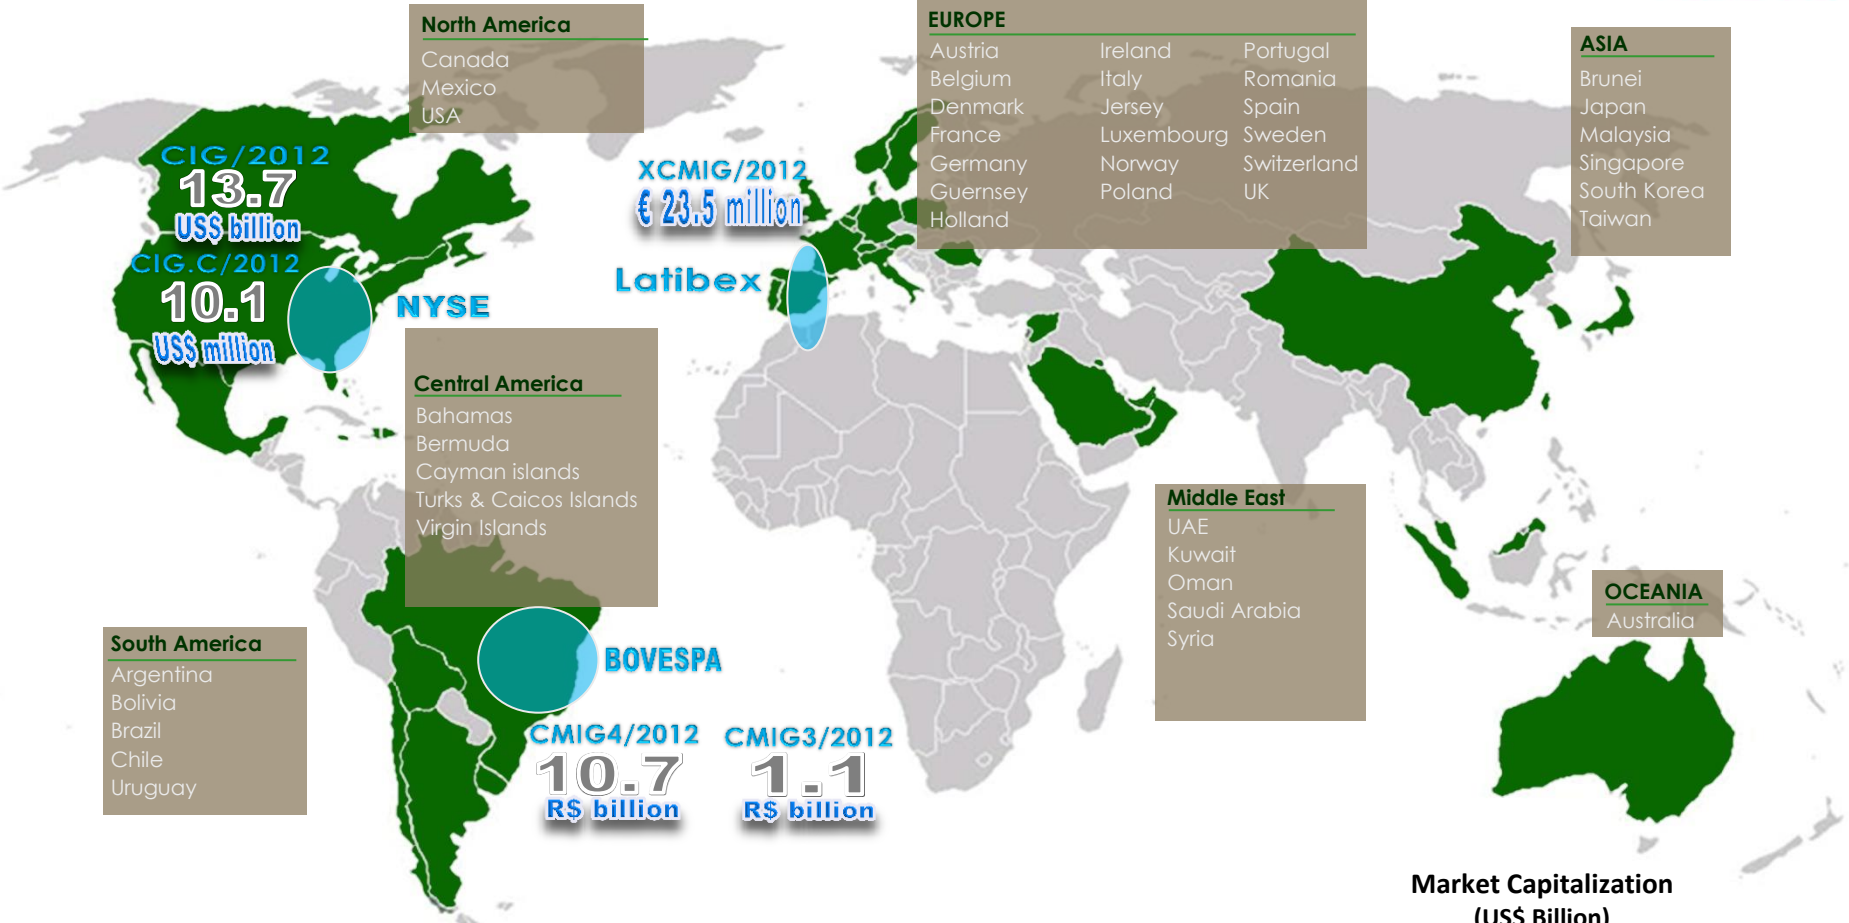 North America
Canada
Mexico
USA
EUROPE
Austria
Belgium
Denmark
France
Germany
Guernsey
Holland
Ireland
Italy
Jersey
Luxembourg
Norway
Poland
Portugal
Romania
Spain
Sweden
Switzerland
UK
ASIA
Brunei
Japan
Malaysia
Singapore
South Korea
Taiwan
CIG/2012
13.7
US$ billion
CIG.C/2012
10.1
US$ million
NYSE
XCMIG/2012
€ 23.5 million
Latibex
Central America
Bahamas
Bermuda
Cayman islands
Turks & Caicos Islands
Virgin Islands
Middle East
UAE
Kuwait
Oman
Saudi Arabia
Syria
OCEANIA
Australia
South America
Argentina
Bolivia
Brazil
Chile
Uruguay
BOVESPA
CMIG4/2012
10.7
R$ billion
CMIG3/2012
1.1
R$ billion
Market Capitalization
(US$ Billion)